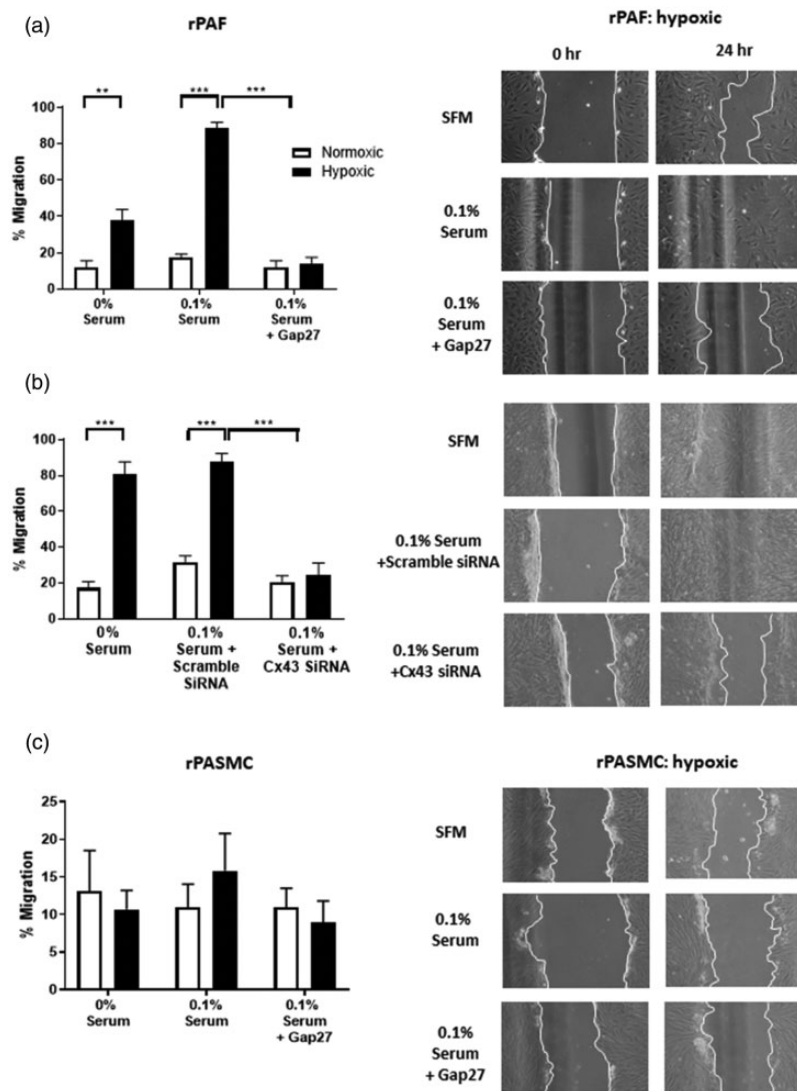 (a)
rPAF
** *** ***
100
80
60
40
20
0
% Migration
Normoxic
Hypoxic
0%
Serum
0.1%
Serum
0.1%
Serum
+ Gap27
rPAF: hypoxic
0 hr 24 hr
SFM
0.1%
Serum
0.1%
Serum
+ Gap27
(b)
*** *** ***
100
80
60
40
20
0
% Migration
0%
Serum
0.1%
Serum +
Scramble
SiRNA
0.1%
Serum +
Cx43 SiRNA
SFM
0.1% Serum
+Scramble siRNA
0.1% Serum
+Cx43 siRNA
(c)
rPASMC
25
20
15
10
5
0
% Migration
0%
Serum
0.1%
Serum
0.1%
Serum
+ Gap27
rPASMC: hypoxic
SFM
0.1%
Serum
0.1%
Serum
+ Gap27